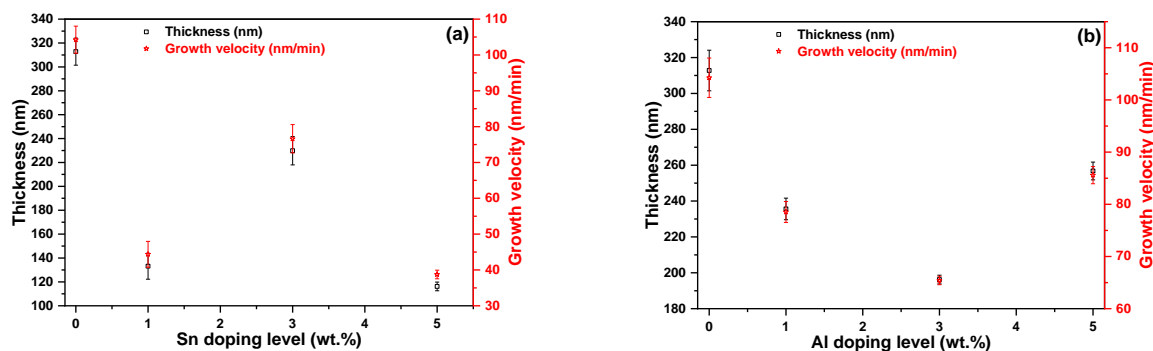 (a)
Thickness (nm)
Growth velocity (nm/min)
340
320
300
280
260
240
220
200
180
160
140
120
100
Thickness (nm)
110
100
90
80
70
60
50
40
30
Growth velocity (nm/min)
0 1 2 3 4 5
Sn doping level (wt.%)
(b)
Thickness (nm)
Growth velocity (nm/min)
340
320
300
280
260
240
220
200
180
Thickness (nm)
110
100
90
80
70
60
Growth velocity (nm/min)
0 1 2 3 4 5
Al doping level (wt.%)